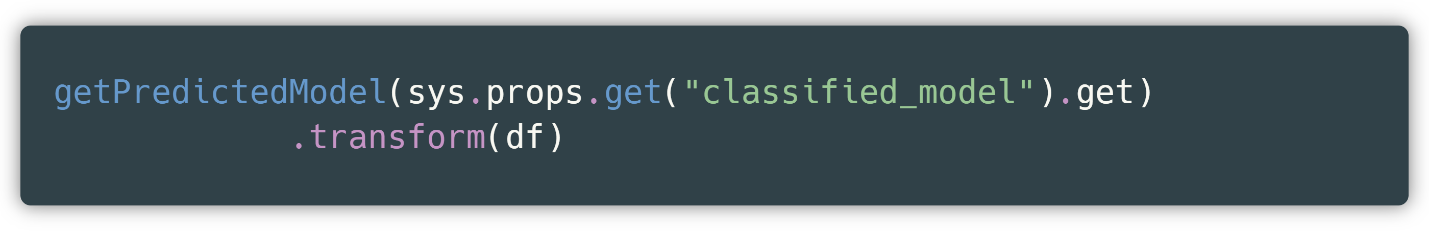 getPredictedModel(sys.props.get("classified_model").get)
.transform(df)